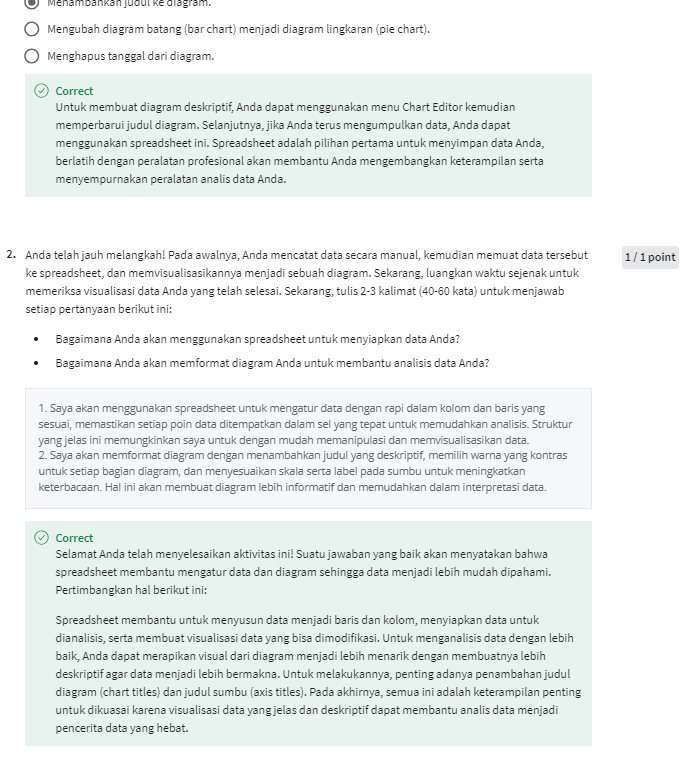 Menambahkan judul ke diagram.
Mengubah diagram batang (bar chart) menjadi diagram lingkaran (pie chart).
Menghapus tanggal dari diagram.
Correct
Untuk membuat diagram deskriptif, Anda dapat menggunakan menu Chart Editor kemudian
memperbarui judul diagram. Selanjutnya, jika Anda terus mengumpulkan data, Anda dapat
menggunakan spreadsheet ini. Spreadsheet adalah pilihan pertama untuk menyimpan data Anda,
berlatih dengan peralatan profesional akan membantu Anda mengembangkan keterampilan serta
menyempurnakan peralatan analis data Anda.
2. Anda telah jauh melangkah! Pada awalnya, Anda mencatat data secara manual, kemudian memuat data tersebut
1 / 1 point
ke spreadsheet, dan memvisualisasikannya menjadi sebuah diagram. Sekarang, luangkan waktu sejenak untuk
memeriksa visualisasi data Anda yang telah selesai. Sekarang, tulis 2-3 kalimat (40-60 kata) untuk menjawab
setiap pertanyaan berikut ini:
• Bagaimana Anda akan menggunakan spreadsheet untuk menyiapkan data Anda?
• Bagaimana Anda akan memformat diagram Anda untuk membantu analisis data Anda?
1. Saya akan menggunakan spreadsheet untuk mengatur data dengan rapi dalam kolom dan baris yang
sesuai, memastikan setiap poin data ditempatkan dalam sel yang tepat untuk memudahkan analisis. Struktur
yang jelas ini memungkinkan saya untuk dengan mudah memanipulasi dan memvisualisasikan data.
2. Saya akan memformat diagram dengan menambahkan judul yang deskriptif, memilih warna yang kontras
untuk setiap bagian diagram, dan menyesuaikan skala serta label pada sumbu untuk meningkatkan
keterbacaan. Hal ini akan membuat diagram lebih informatif dan memudahkan dalam interpretasi data.
Correct
Selamat Anda telah menyelesaikan aktivitas ini! Suatu jawaban yang baik akan menyatakan bahwa
spreadsheet membantu mengatur data dan diagram sehingga data menjadi lebih mudah dipahami.
Pertimbangkan hal berikut ini:
Spreadsheet membantu untuk menyusun data menjadi baris dan kolom, menyiapkan data untuk
dianalisis, serta membuat visualisasi data yang bisa dimodifikasi. Untuk menganalisis data dengan lebih
baik, Anda dapat merapikan visual dari diagram menjadi lebih menarik dengan membuatnya lebih
deskriptif agar data menjadi lebih bermakna. Untuk melakukannya, penting adanya penambahan judul
diagram (chart titles) dan judul sumbu (axis titles). Pada akhirnya, semua ini adalah keterampilan penting
untuk dikuasai karena visualisasi data yang jelas dan deskriptif dapat membantu analis data menjadi
pencerita data yang hebat.